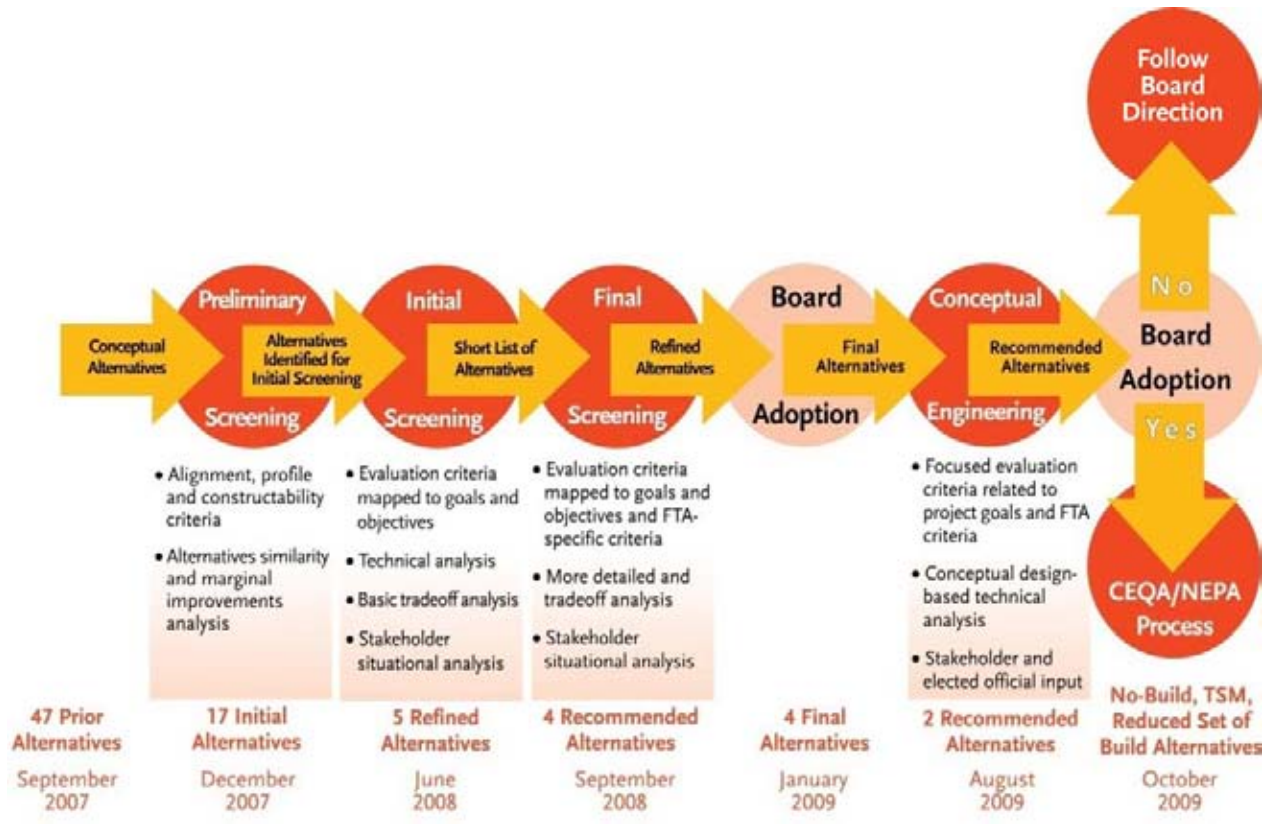 Follow
Board
Direction
No
Board
Adoption
Yes
CEQA/NEPA
Process
Conceptual
Alternatives
Preliminary
Screening
Alternatives
Identified for
Initial Screening
Initial
Screening
Short List of
Alternatives
Final
Screening
Refined
Alternatives
Board
Adoption
Final
Alternatives
Conceptual
Engineering
Recommended
Alternatives
• Alignment, profile
and constructability
criteria
• Alternatives similarity
and marginal
improvements
analysis
• Evaluation criteria
mapped to goals and
objectives
• Technical analysis
• Basic tradeoff analysis
• Stakeholder
situational analysis
• Evaluation criteria
mapped to goals and
objectives and FTA-
specific criteria
• More detailed and
tradeoff analysis
• Stakeholder
situational analysis
• Focused evaluation
criteria related to
project goals and FTA
criteria
• Conceptual design-
based technical
analysis
• Stakeholder and
elected official input
47 Prior
Alternatives
September
2007
17 Initial
Alternatives
December
2007
5 Refined
Alternatives
June
2008
4 Recommended
Alternatives
September
2008
4 Final
Alternatives
January
2009
2 Recommended
Alternatives
August
2009
No-Build, TSM,
Reduced Set of
Build Alternatives
October
2009